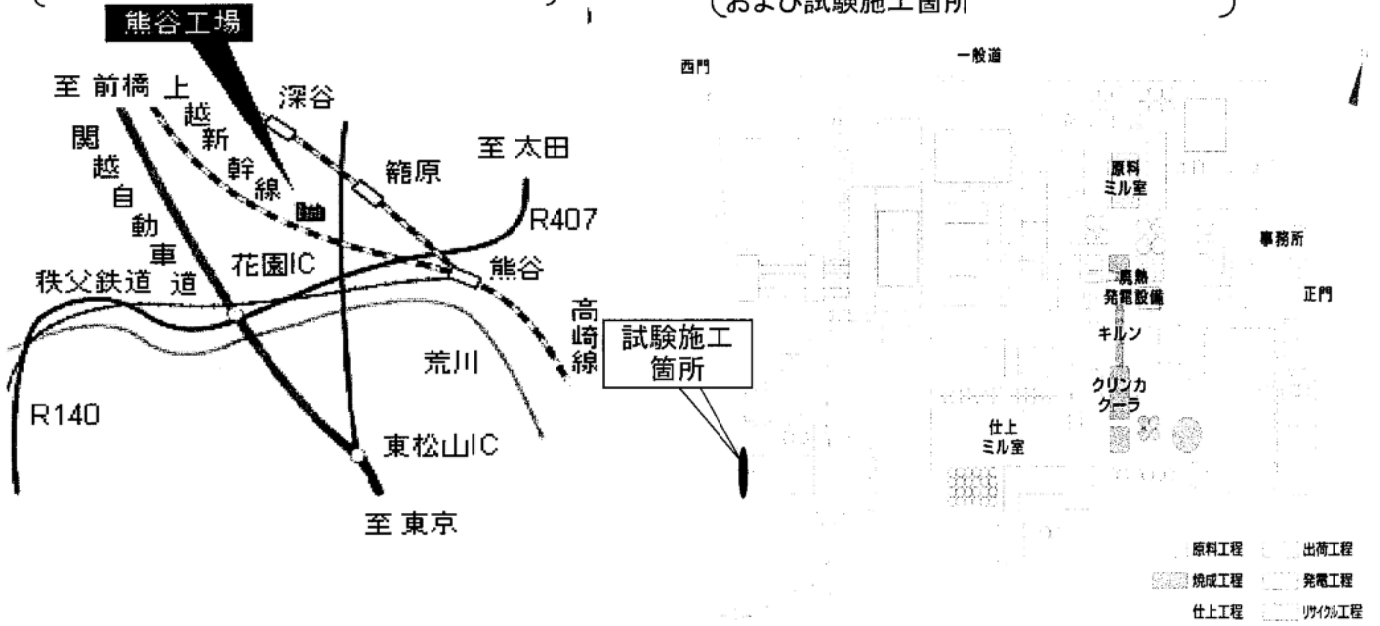 および試験施工箇所
熊谷工場
至 前橋
上越新幹線
深谷
関越自動車道
籠原
至 太田
R407
花園IC
秩父鉄道
熊谷
高崎線
荒川
R140
東松山IC
至 東京
西門
一般道
原料
ミル室
事務所
廃熱
発電設備
正門
キルン
試験施工
箇所
クリンカ
クーラ
仕上
ミル室
原料工程
出荷工程
焼成工程
発電工程
仕上工程
リサイクル工程